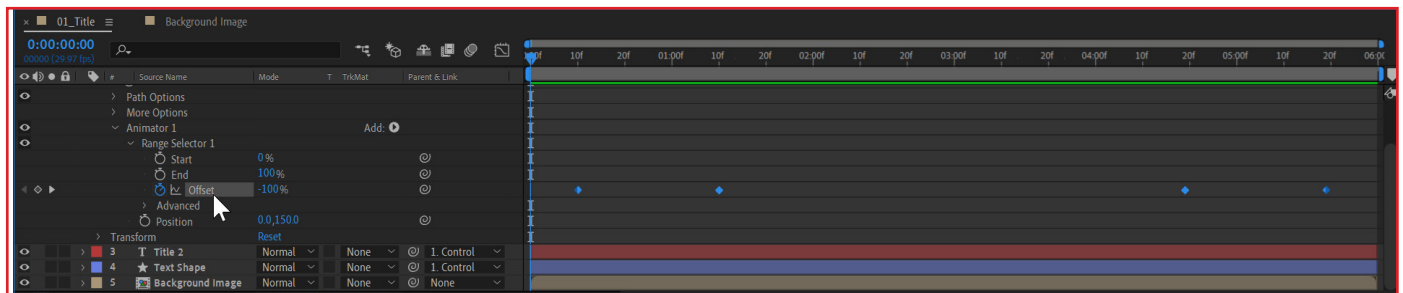 × 01_Title ≡ Background Image
0:00:00:00
00000 (29.97 fps)
10f 20f 01:00f 10f 20f 02:00f 10f 20f 03:00f 10f 20f 04:00f 10f 20f 05:00f 10f 20f
# Source Name Mode T TrkMat Parent & Link
Path Options
More Options
Animator 1 Add:
Range Selector 1
Start 0%
End 100%
Offset -100%
Advanced
Position 0.0,150.0
Transform Reset
3 T Title 2 Normal None 1. Control
4 ★ Text Shape Normal None 1. Control
5 Background Image Normal None None